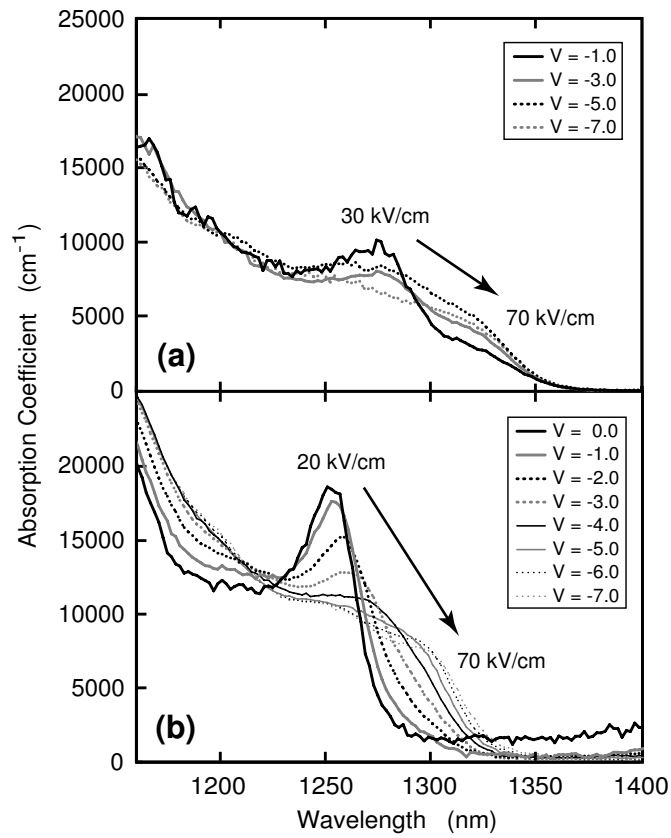 25000
20000
15000
10000
5000
0
V = -1.0
V = -3.0
V = -5.0
V = -7.0
30 kV/cm
70 kV/cm
(a)
Absorption Coefficient (cm⁻¹)
20000
15000
10000
5000
0
V = 0.0
V = -1.0
V = -2.0
V = -3.0
V = -4.0
V = -5.0
V = -6.0
V = -7.0
20 kV/cm
70 kV/cm
(b)
1200 1250 1300 1350 1400
Wavelength (nm)